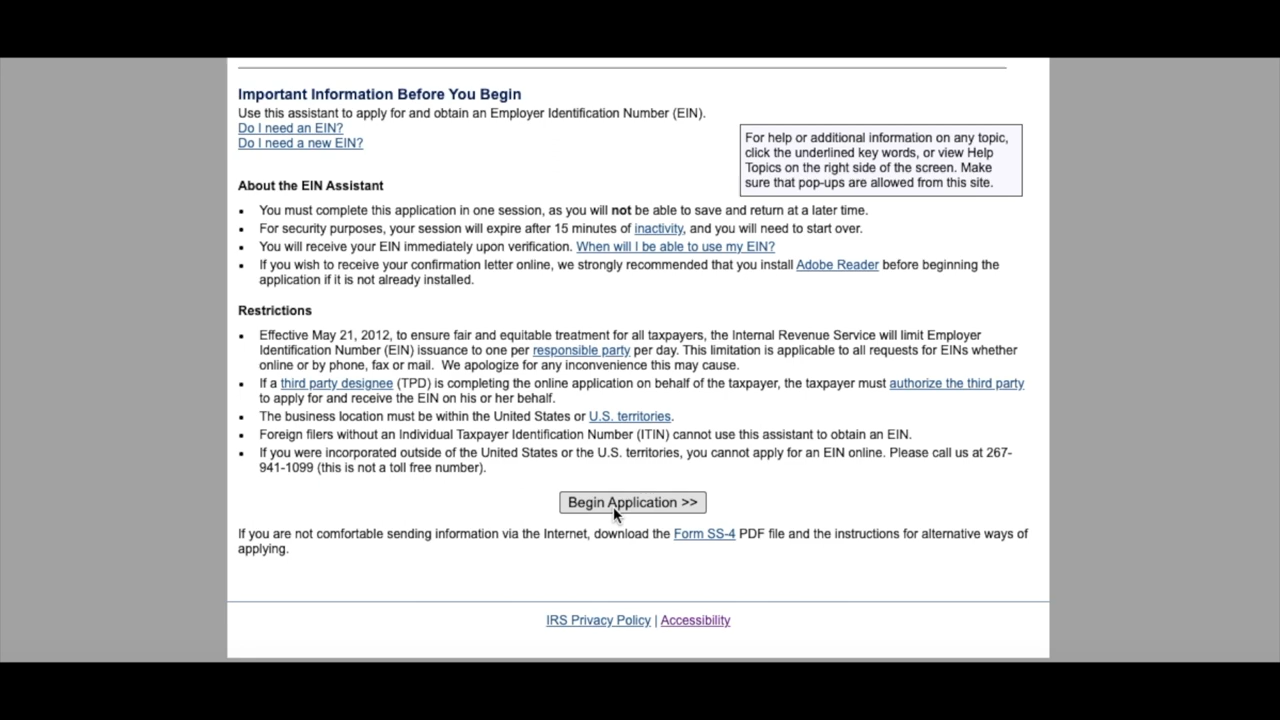 Important Information Before You Begin
Use this assistant to apply for and obtain an Employer Identification Number (EIN).
Do I need an EIN?
Do I need a new EIN?
For help or additional information on any topic,
click the underlined key words, or view Help
Topics on the right side of the screen. Make
sure that pop-ups are allowed from this site.
About the EIN Assistant
• You must complete this application in one session, as you will not be able to save and return at a later time.
• For security purposes, your session will expire after 15 minutes of inactivity, and you will need to start over.
• You will receive your EIN immediately upon verification. When will I be able to use my EIN?
• If you wish to receive your confirmation letter online, we strongly recommended that you install Adobe Reader before beginning the
application if it is not already installed.
Restrictions
• Effective May 21, 2012, to ensure fair and equitable treatment for all taxpayers, the Internal Revenue Service will limit Employer
Identification Number (EIN) issuance to one per responsible party per day. This limitation is applicable to all requests for EINs whether
online or by phone, fax or mail. We apologize for any inconvenience this may cause.
• If a third party designee (TPD) is completing the online application on behalf of the taxpayer, the taxpayer must authorize the third party
to apply for and receive the EIN on his or her behalf.
• The business location must be within the United States or U.S. territories.
• Foreign filers without an Individual Taxpayer Identification Number (ITIN) cannot use this assistant to obtain an EIN.
• If you were incorporated outside of the United States or the U.S. territories, you cannot apply for an EIN online. Please call us at 267-
941-1099 (this is not a toll free number).
Begin Application >>
If you are not comfortable sending information via the Internet, download the Form SS-4 PDF file and the instructions for alternative ways of
applying.
IRS Privacy Policy | Accessibility